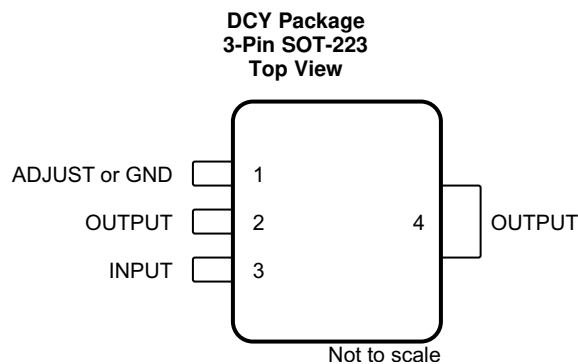 DCY Package
3-Pin SOT-223
Top View
ADJUST or GND 1
OUTPUT 2 4 OUTPUT
INPUT 3
Not to scale